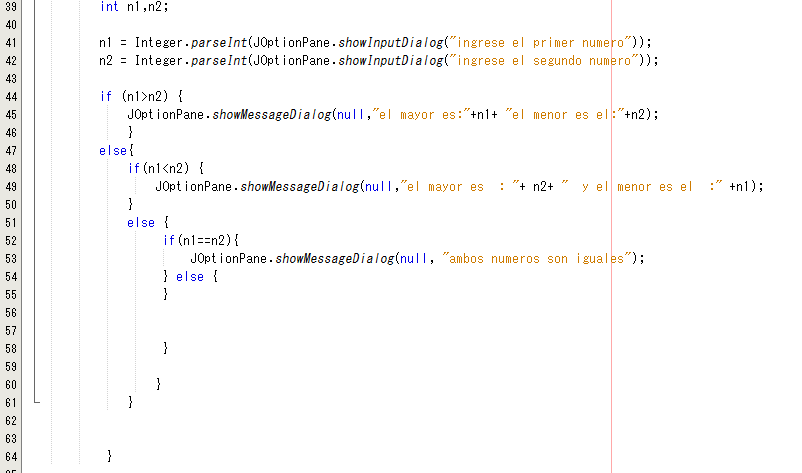 39 int n1,n2;
40
41 n1 = Integer.parseInt(JOptionPane.showInputDialog("ingrese el primer numero"));
42 n2 = Integer.parseInt(JOptionPane.showInputDialog("ingrese el segundo numero"));
43
44 if (n1>n2) {
45 JOptionPane.showMessageDialog(null,"el mayor es:"+n1+ "el menor es el:"+n2);
46 }
47 else{
48 if(n1<n2) {
49 JOptionPane.showMessageDialog(null,"el mayor es  : "+ n2+ "  y el menor es el  :" +n1);
50 }
51 else {
52 if(n1==n2){
53 JOptionPane.showMessageDialog(null, "ambos numeros son iguales");
54 } else {
55 }
56
57
58 }
59
60 }
61 }
62
63
64 }